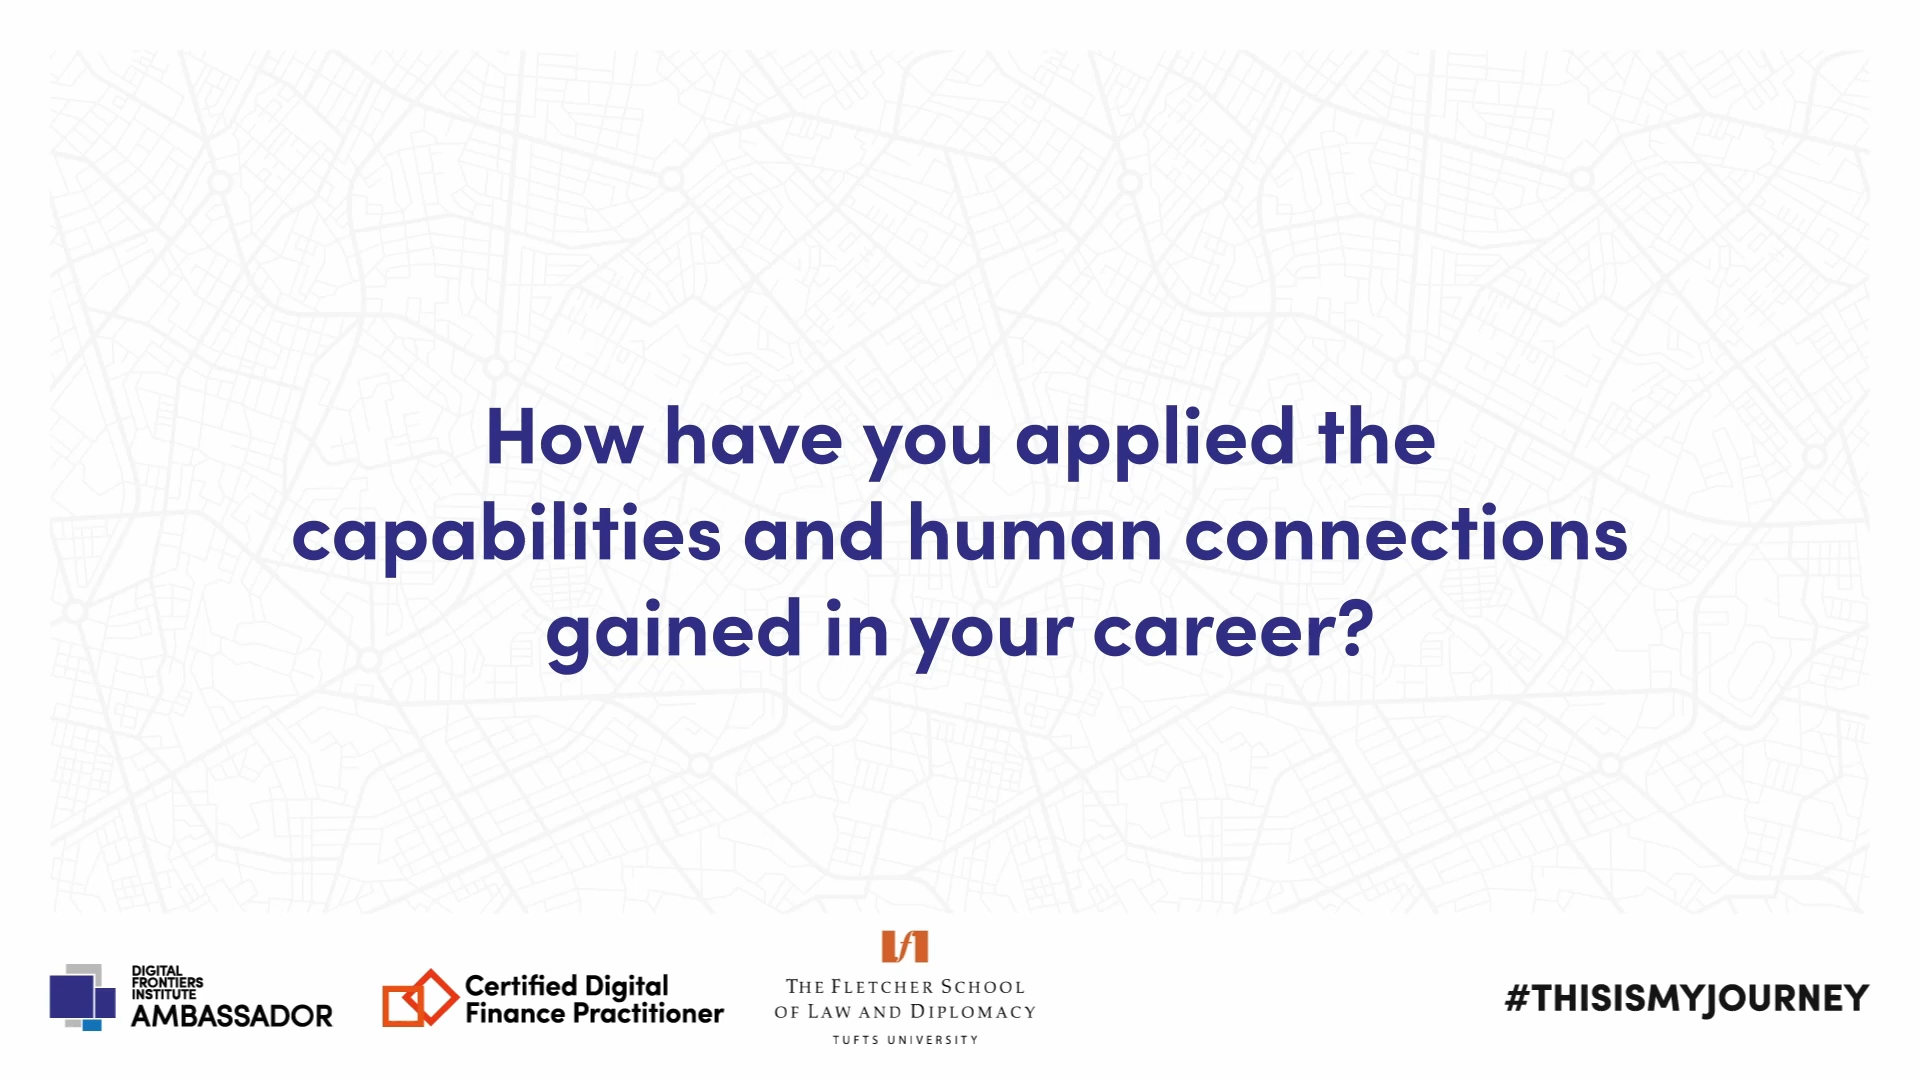 How have you applied the
capabilities and human connections
gained in your career?
DIGITAL
FRONTIERS
INSTITUTE
AMBASSADOR
Certified Digital
Finance Practitioner
f
THE FLETCHER SCHOOL
OF LAW AND DIPLOMACY
TUFTS UNIVERSITY
#THISISMYJOURNEY